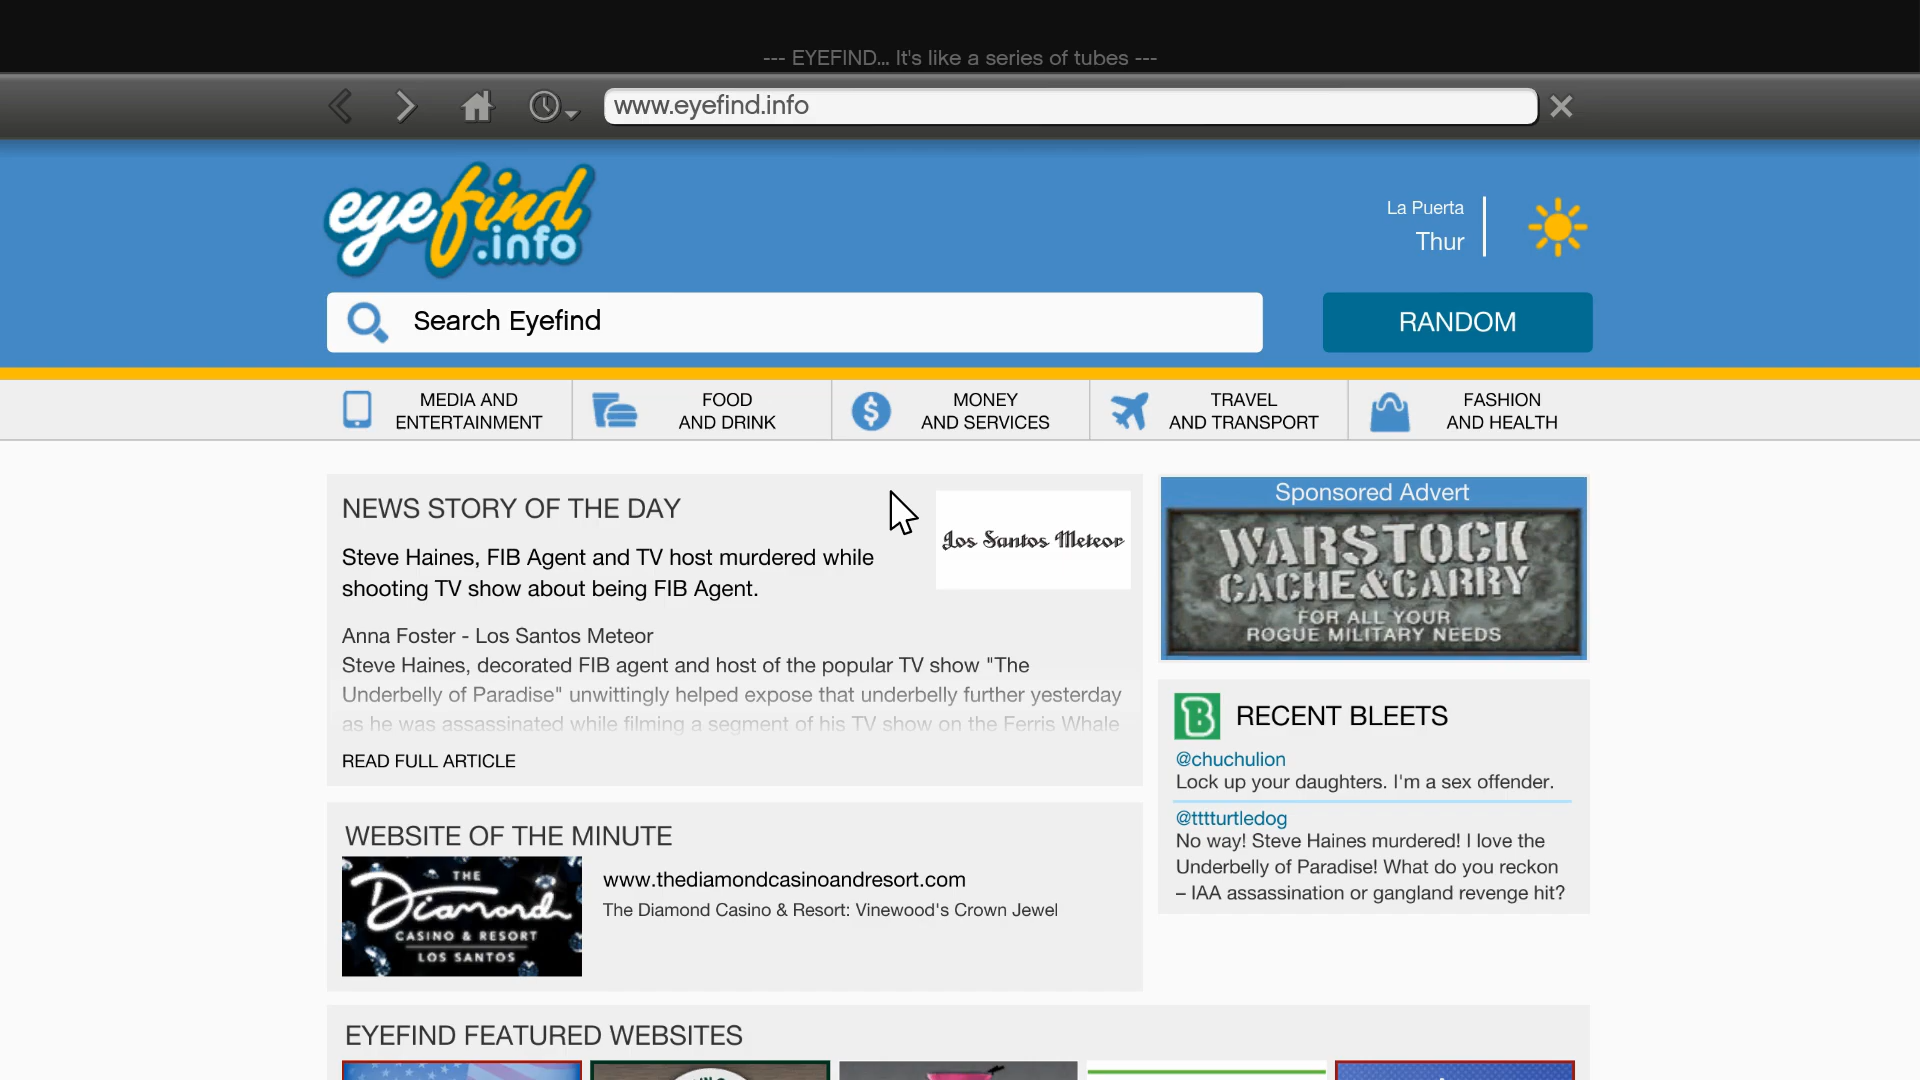 --- EYEFIND... It's like a series of tubes ---
www.eyefind.info
eyefind
.info
La Puerta
Thur
Search Eyefind
RANDOM
MEDIA AND
ENTERTAINMENT
FOOD
AND DRINK
MONEY
AND SERVICES
TRAVEL
AND TRANSPORT
FASHION
AND HEALTH
NEWS STORY OF THE DAY
Los Santos Meteor
Steve Haines, FIB Agent and TV host murdered while
shooting TV show about being FIB Agent.
Anna Foster - Los Santos Meteor
Steve Haines, decorated FIB agent and host of the popular TV show "The
Underbelly of Paradise" unwittingly helped expose that underbelly further yesterday
as he was assassinated while filming a segment of his TV show on the Ferris Whale
READ FULL ARTICLE
Sponsored Advert
WARSTOCK
CACHE&CARRY
FOR ALL YOUR
ROGUE MILITARY NEEDS
B RECENT BLEETS
@chuchulion
Lock up your daughters. I'm a sex offender.
@tttturtledog
No way! Steve Haines murdered! I love the
Underbelly of Paradise! What do you reckon
– IAA assassination or gangland revenge hit?
WEBSITE OF THE MINUTE
THE
Diamond
CASINO & RESORT
LOS SANTOS
www.thediamondcasinoandresort.com
The Diamond Casino & Resort: Vinewood's Crown Jewel
EYEFIND FEATURED WEBSITES